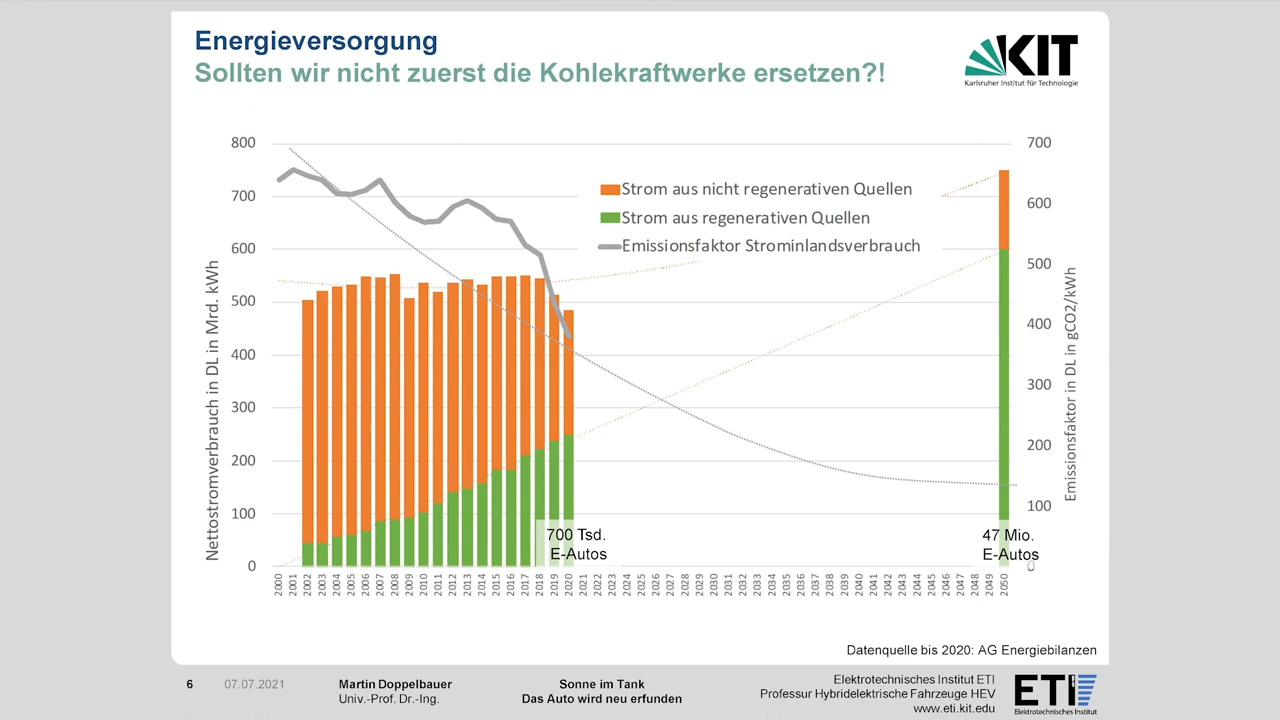 Energieversorgung
Sollten wir nicht zuerst die Kohlekraftwerke ersetzen?!
KIT
Karlsruher Institut für Technologie
800
700
600
500
400
300
200
100
0
Nettostromverbrauch in DL in Mrd. kWh
Strom aus nicht regenerativen Quellen
Strom aus regenerativen Quellen
Emissionsfaktor Strominlandsverbrauch
700
600
500
400
300
200
100
0
Emissionsfaktor in DL in gCO2/kWh
700 Tsd.
E-Autos
47 Mio.
E-Autos
2000 2001 2002 2003 2004 2005 2006 2007 2008 2009 2010 2011 2012 2013 2014 2015 2016 2017 2018 2019 2020 2021 2022 2023 2024 2025 2026 2027 2028 2029 2030 2031 2032 2033 2034 2035 2036 2037 2038 2039 2040 2041 2042 2043 2044 2045 2046 2047 2048 2049 2050
Datenquelle bis 2020: AG Energiebilanzen
6 07.07.2021
Martin Doppelbauer
Univ.-Prof. Dr.-Ing.
Sonne im Tank
Das Auto wird neu erfunden
Elektrotechnisches Institut ETI
Professur Hybridelektrische Fahrzeuge HEV
www.eti.kit.edu
ETI
Elektrotechnisches Institut